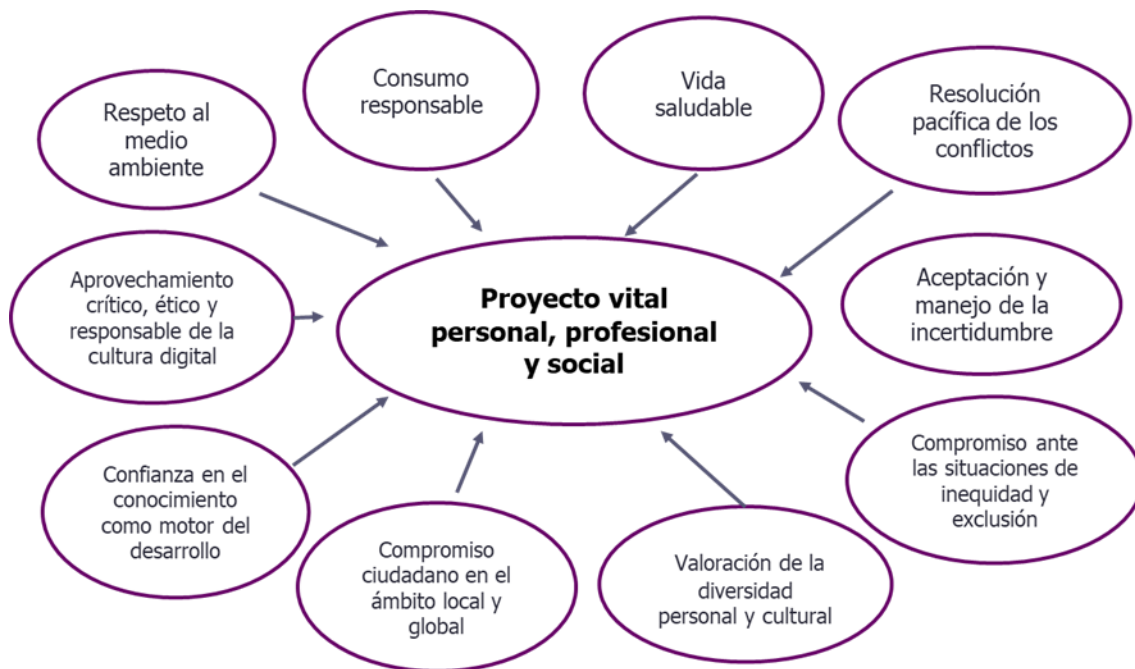 Consumo
responsable
Vida
saludable
Resolución
pacífica de los
conflictos
Respeto al
medio
ambiente
Aprovechamiento
crítico, ético y
responsable de la
cultura digital
Proyecto vital
personal, profesional
y social
Aceptación y
manejo de la
incertidumbre
Confianza en el
conocimiento
como motor del
desarrollo
Compromiso
ciudadano en el
ámbito local y
global
Valoración de la
diversidad
personal y cultural
Compromiso ante
las situaciones de
inequidad y
exclusión